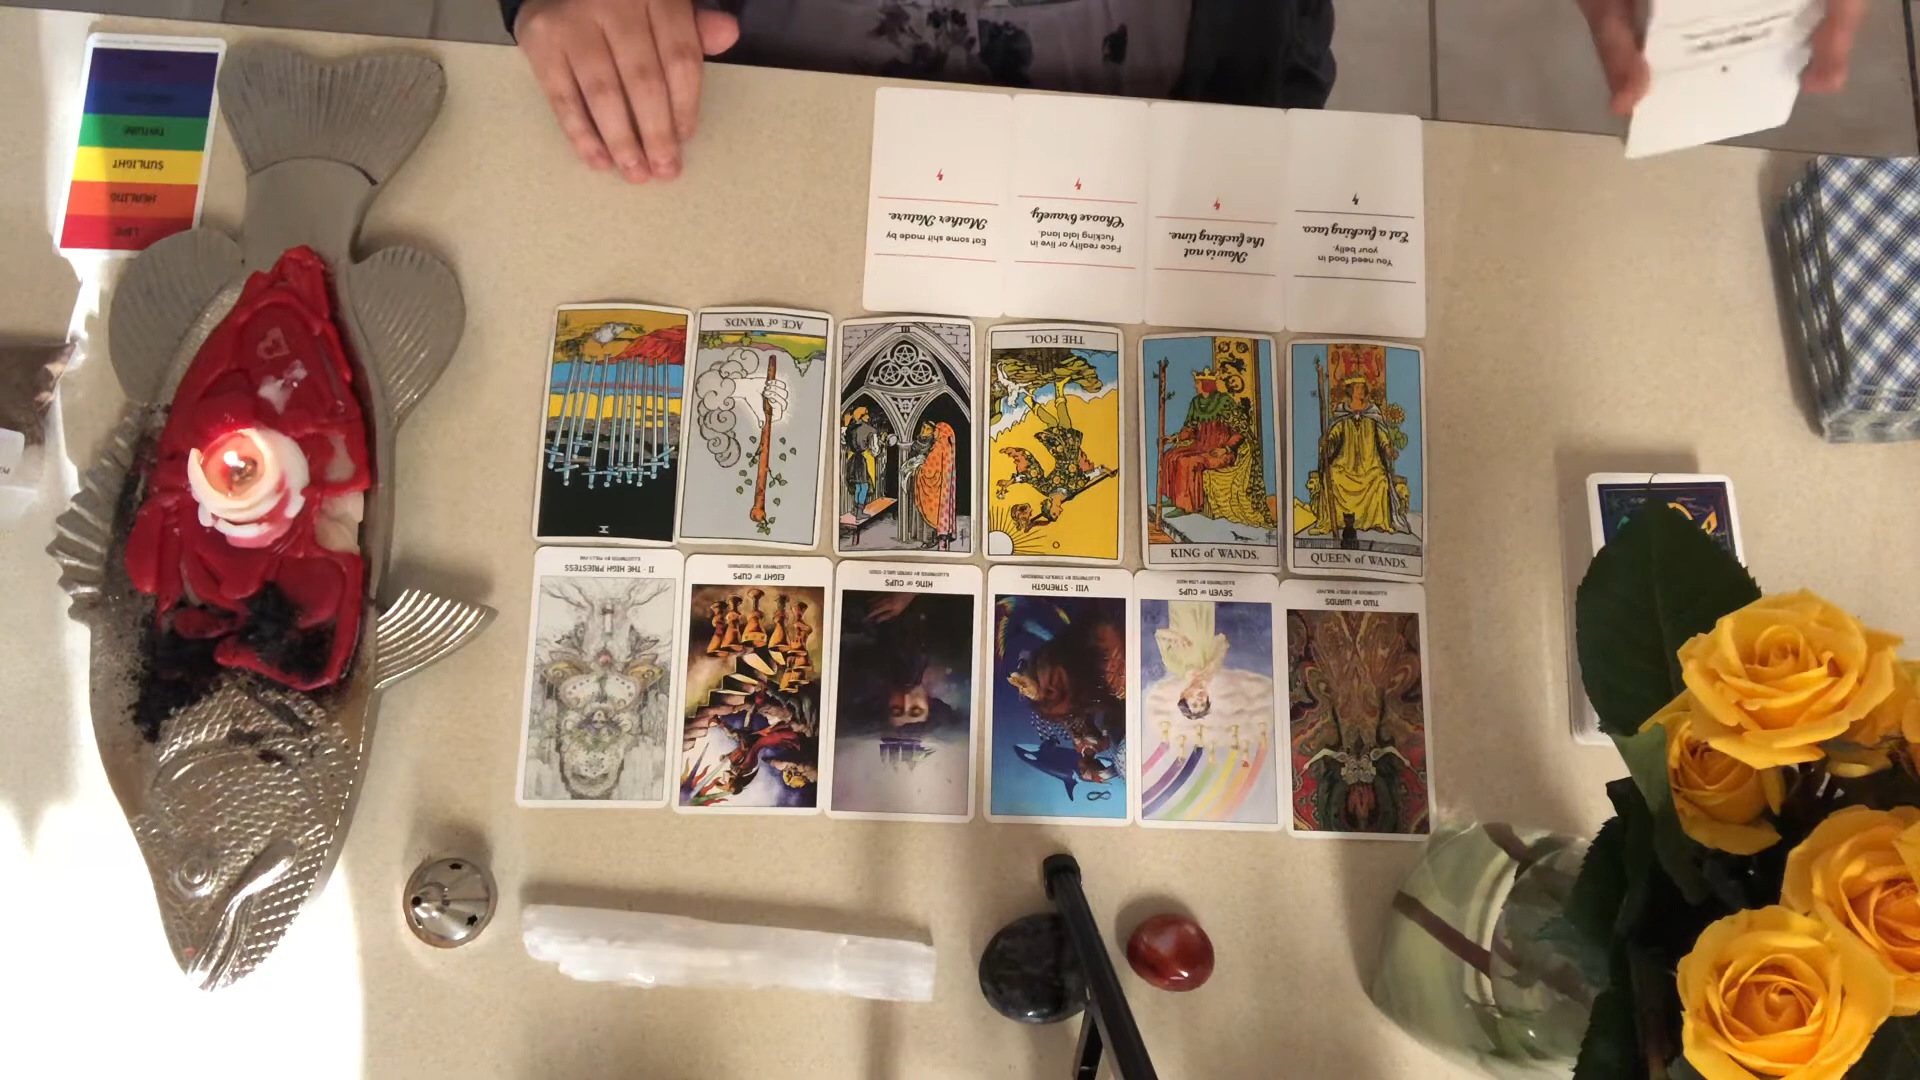 NATURE
SUNLIGHT
HEALING
LIFE
Eat some shit made by
Mother Nature.
Face reality or live in
fucking lala land.
Choose bravely.
Now is not
the fucking time.
You need food in
your belly.
Eat a fucking taco.
ACE of WANDS.
III
THE FOOL.
0
KING of WANDS.
QUEEN of WANDS.
II · THE HIGH PRIESTESS
EIGHT OF CUPS
KING OF CUPS
VIII · STRENGTH
SEVEN OF CUPS
TWO OF WANDS